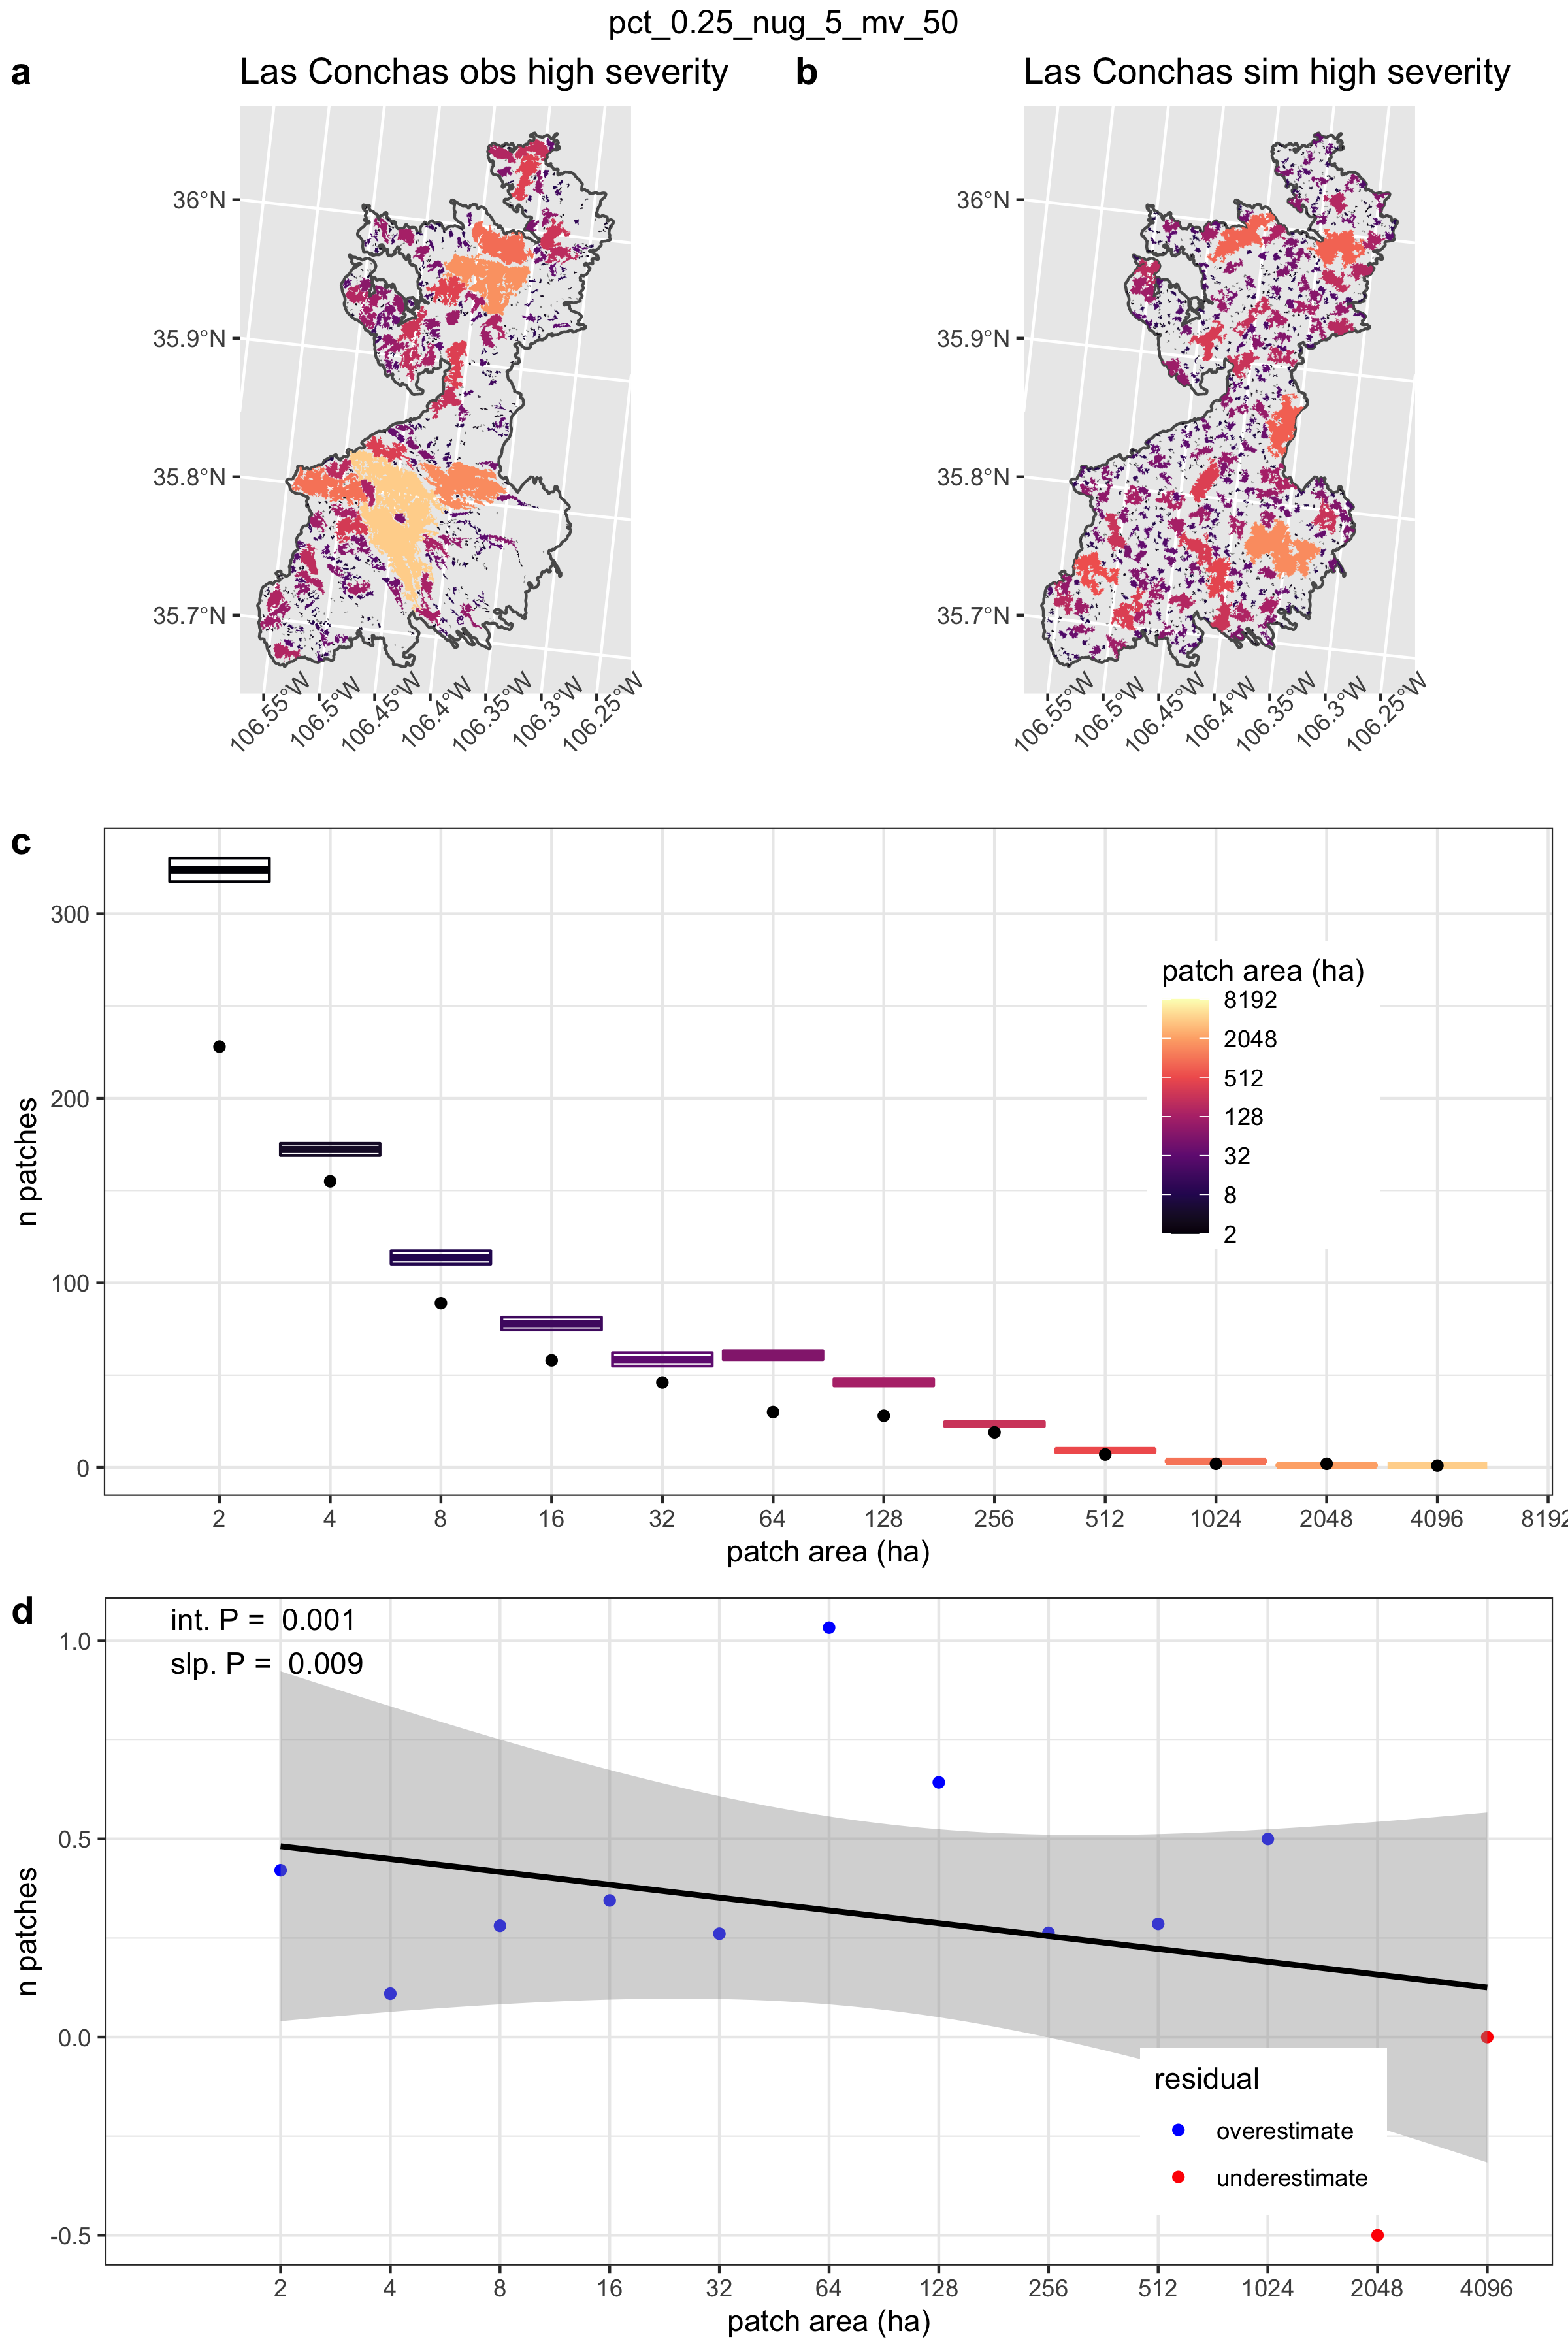 pct_0.25_nug_5_mv_50
a
Las Conchas obs high severity
b
Las Conchas sim high severity
36°N
35.9°N
35.8°N
35.7°N
106.55°W
106.5°W
106.45°W
106.4°W
106.35°W
106.3°W
106.25°W
36°N
35.9°N
35.8°N
35.7°N
106.55°W
106.5°W
106.45°W
106.4°W
106.35°W
106.3°W
106.25°W
c
n patches
300
200
100
0
patch area (ha)
8192
2048
512
128
32
8
2
2 4 8 16 32 64 128 256 512 1024 2048 4096 8192
patch area (ha)
d
int. P = 0.001
slp. P = 0.009
n patches
1.0
0.5
0.0
-0.5
residual
overestimate
underestimate
2 4 8 16 32 64 128 256 512 1024 2048 4096
patch area (ha)